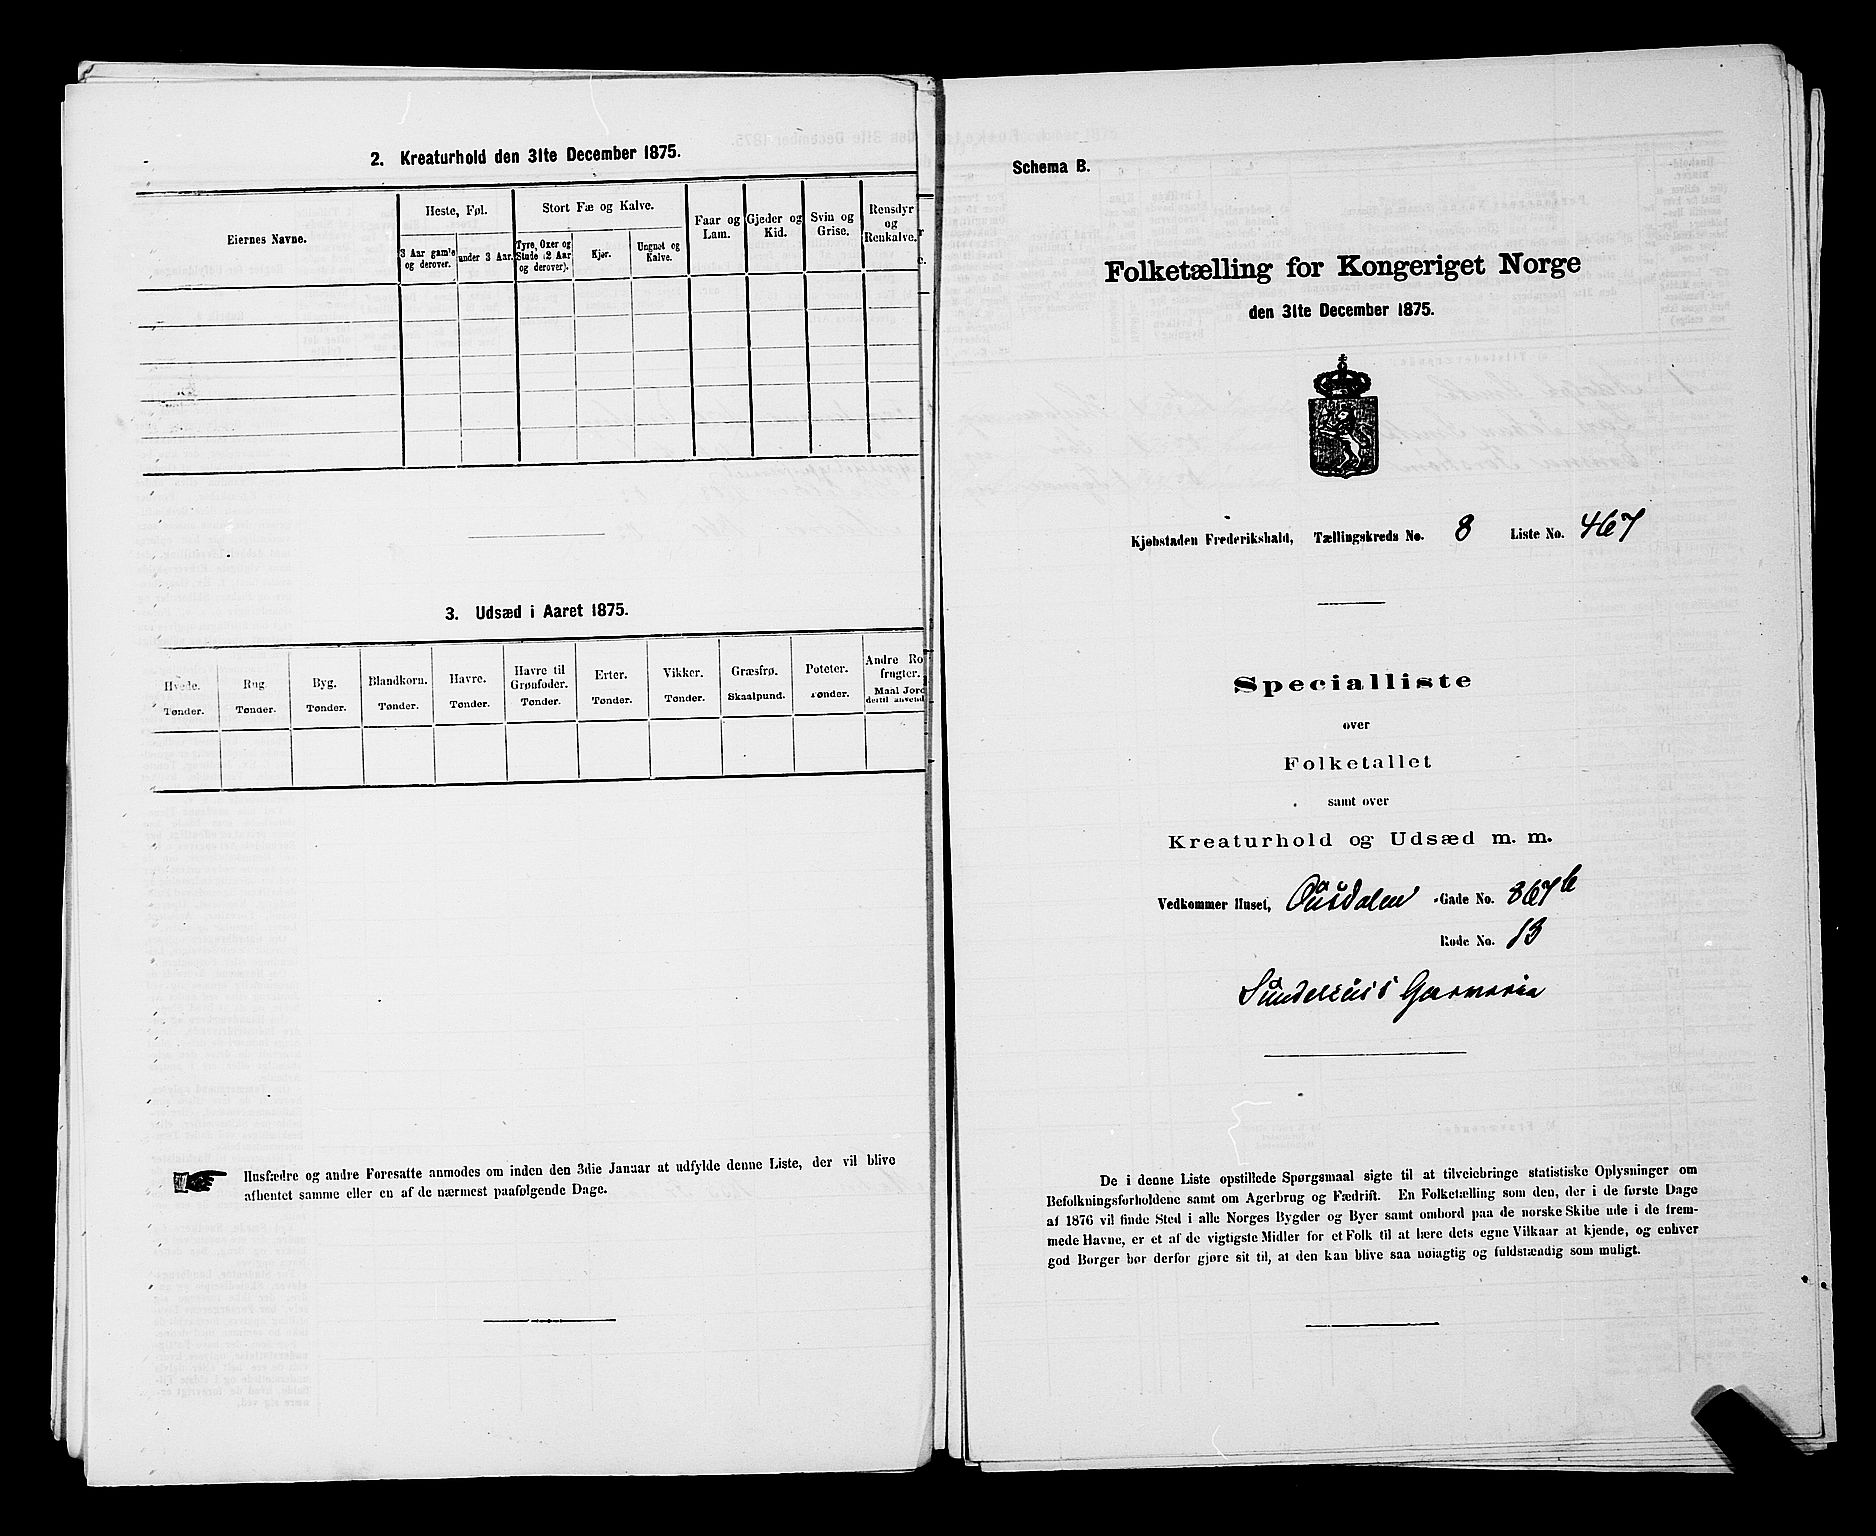 2. Kreaturhold den 31te December 1875.
Eiernes Navne.
Heste, Føl.
Stort Fæ og Kalve.
Faar og Lam.
Gjeder og Kid.
Svin og Grise.
Rensdyr og Renkalve.
3 Aar gamle og derover.
under 3 Aar.
Tyre, Oxer og Stude (2 Aar og derover).
Kjør.
Ungnøt og Kalve.
3. Udsæd i Aaret 1875.
Hvede. Tønder.
Rug. Tønder.
Byg. Tønder.
Blandkorn. Tønder.
Havre. Tønder.
Havre til Grønfoder. Tønder.
Erter. Tønder.
Vikker. Tønder.
Græsfrø. Skaalpund.
Poteter. Tønder.
Andre Ro frugter. Maal Jord dertil anvend
Husfædre og andre Foresatte anmodes om inden den 3die Januar at udfylde denne Liste, der vil blive
afhentet samme eller en af de nærmest paafølgende Dage.
Schema B.
Folketælling for Kongeriget Norge
den 31te December 1875.
Kjøbstaden Frederikshald, Tællingskreds No. 8 Liste No. 467
Specialliste
over
Folketallet
samt over
Kreaturhold og Udsæd m. m.
Vedkommer Huset, Gade No. 867b
Rode No. 13
De i denne Liste opstillede Spørgsmaal sigte til at tilveiebringe statistiske Oplysninger om
Befolkningsforholdene samt om Agerbrug og Fædrift. En Folketælling som den, der i de første Dage
af 1876 vil finde Sted i alle Norges Bygder og Byer samt ombord paa de norske Skibe ude i de frem-
mede Havne, er et af de vigtigste Midler for et Folk til at lære dets egne Vilkaar at kjende, og enhver
god Borger bør derfor gjøre sit til, at den kan blive saa nøiagtig og fuldstændig som muligt.